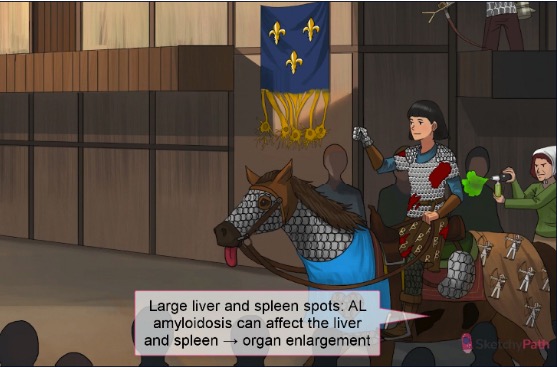 Large liver and spleen spots: AL
amyloidosis can affect the liver
and spleen → organ enlargement
SketchyPath